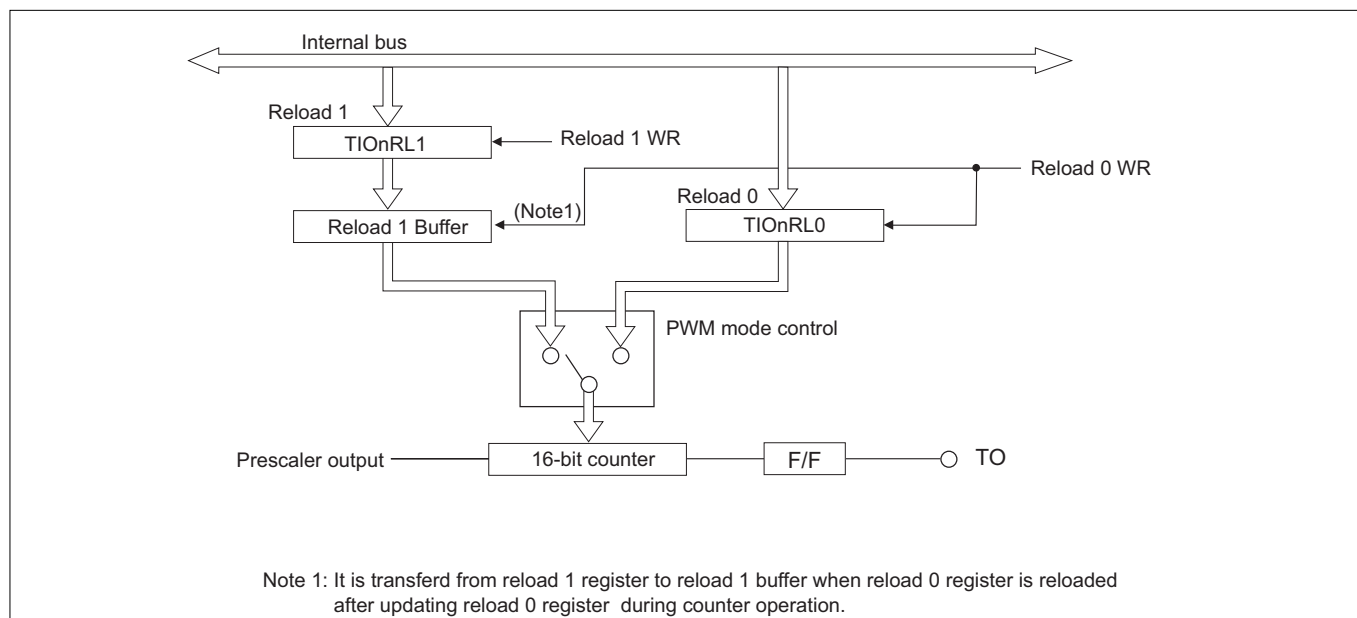 Internal bus
Reload 1
TIOnRL1
Reload 1 WR
Reload 0 WR
Reload 0
(Note1)
Reload 1 Buffer
TIOnRL0
PWM mode control
Prescaler output
16-bit counter
F/F
TO
Note 1: It is transferd from reload 1 register to reload 1 buffer when reload 0 register is reloaded
after updating reload 0 register during counter operation.